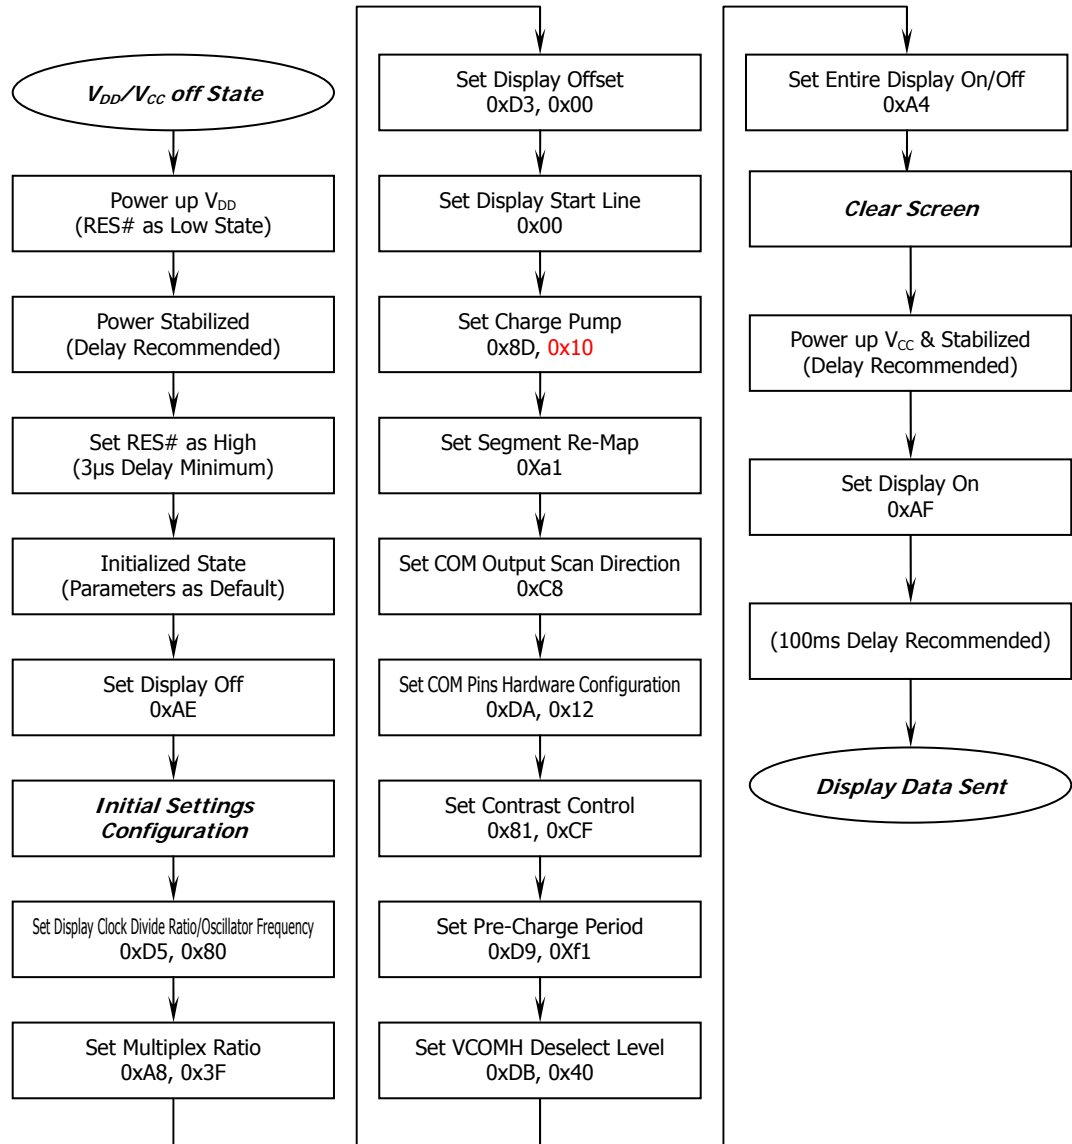 V_DD/V_CC off State
Power up V_DD
(RES# as Low State)
Power Stabilized
(Delay Recommended)
Set RES# as High
(3μs Delay Minimum)
Initialized State
(Parameters as Default)
Set Display Off
0xAE
Initial Settings
Configuration
Set Display Clock Divide Ratio/Oscillator Frequency
0xD5, 0x80
Set Multiplex Ratio
0xA8, 0x3F
Set Display Offset
0xD3, 0x00
Set Display Start Line
0x00
Set Charge Pump
0x8D, 0x10
Set Segment Re-Map
0Xa1
Set COM Output Scan Direction
0xC8
Set COM Pins Hardware Configuration
0xDA, 0x12
Set Contrast Control
0x81, 0xCF
Set Pre-Charge Period
0xD9, 0Xf1
Set VCOMH Deselect Level
0xDB, 0x40
Set Entire Display On/Off
0xA4
Clear Screen
Power up V_CC & Stabilized
(Delay Recommended)
Set Display On
0xAF
(100ms Delay Recommended)
Display Data Sent